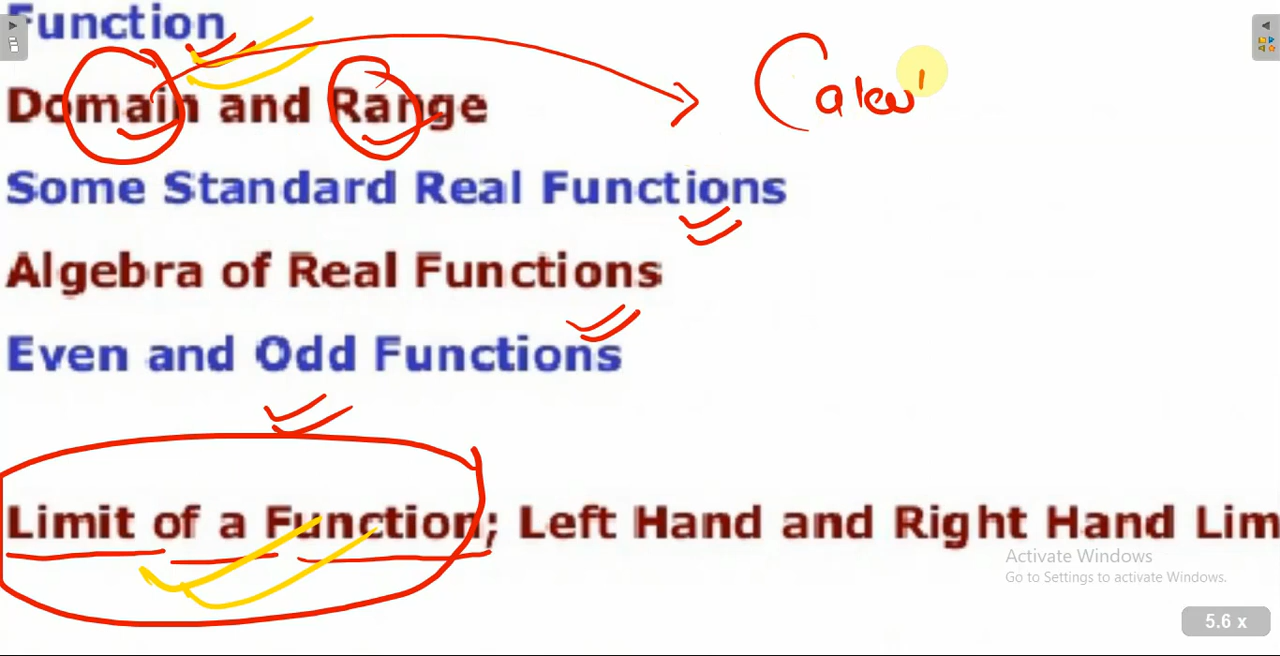 Function
Domain and Range
Some Standard Real Functions
Algebra of Real Functions
Even and Odd Functions
Limit of a Function; Left Hand and Right Hand Lim
Activate Windows
Go to Settings to activate Windows.
5.6 x